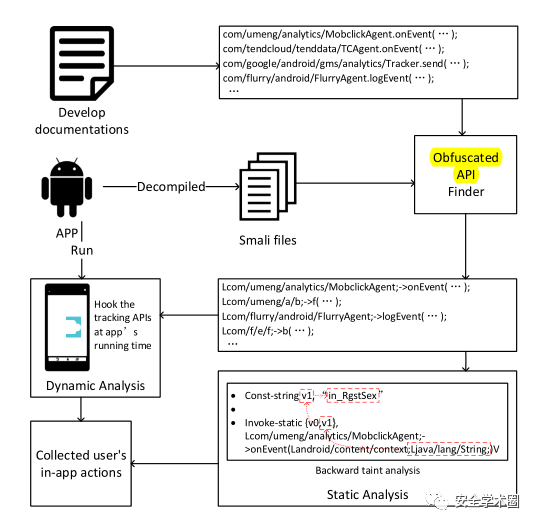 com/umeng/analytics/MobclickAgent.onEvent( ··· );
com/tendcloud/tenddata/TCAgent.onEvent( ··· );
com/google/android/gms/analytics/Tracker.send( ··· );
com/flurry/android/FlurryAgent.logEvent( ··· );
···
Develop
documentations
Obfuscated
API
Finder
Decompiled
Smali files
APP
Run
Hook the
tracking APIs
at app's
running time
Dynamic Analysis
Lcom/umeng/analytics/MobclickAgent;->onEvent( ··· );
Lcom/umeng/a/b;->f( ··· );
Lcom/flurry/android/FlurryAgent;->logEvent( ··· );
Lcom/f/e/f;->b( ··· );
···
• Const-string v1, "in_RgstSex"
•
• Invoke-static {v0,v1},
Lcom/umeng/analytics/MobclickAgent;-
>onEvent(Landroid/content/context;Ljava/lang/String;)V
Backward taint analysis
Static Analysis
Collected user's
in-app actions
安全学术圈